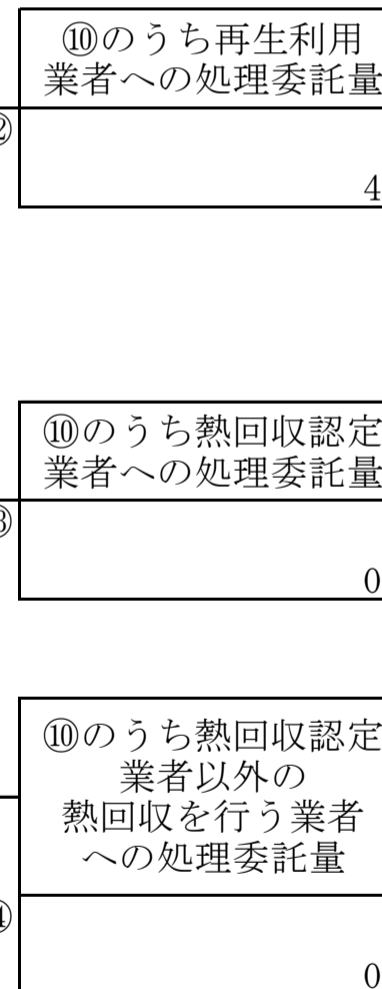 ⑩のうち再生利用
業者への処理委託量
②
4
⑩のうち熱回収認定
業者への処理委託量
③
0
⑩のうち熱回収認定
業者以外の
熱回収を行う業者
への処理委託量
④
0